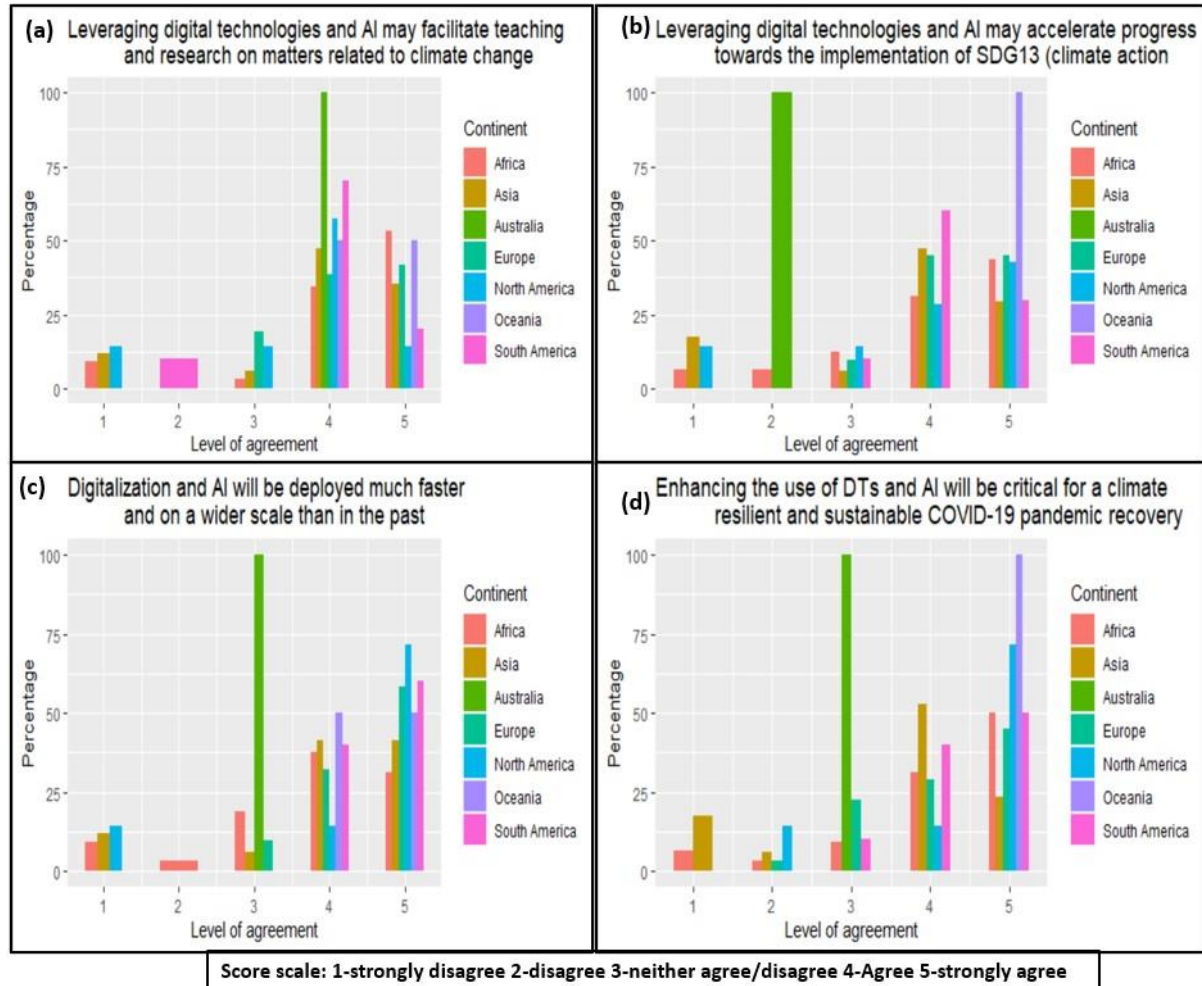 (a) Leveraging digital technologies and AI may facilitate teaching
and research on matters related to climate change
100
75
50
25
0
Percentage
1 2 3 4 5
Level of agreement
Continent
Africa
Asia
Australia
Europe
North America
Oceania
South America
(b) Leveraging digital technologies and AI may accelerate progress
towards the implementation of SDG13 (climate action
100
75
50
25
0
Percentage
1 2 3 4 5
Level of agreement
Continent
Africa
Asia
Australia
Europe
North America
Oceania
South America
(c) Digitalization and AI will be deployed much faster
and on a wider scale than in the past
100
75
50
25
0
Percentage
1 2 3 4 5
Level of agreement
Continent
Africa
Asia
Australia
Europe
North America
Oceania
South America
(d) Enhancing the use of DTs and AI will be critical for a climate
resilient and sustainable COVID-19 pandemic recovery
100
75
50
25
0
Percentage
1 2 3 4 5
Level of agreement
Continent
Africa
Asia
Australia
Europe
North America
Oceania
South America
Score scale: 1-strongly disagree 2-disagree 3-neither agree/disagree 4-Agree 5-strongly agree